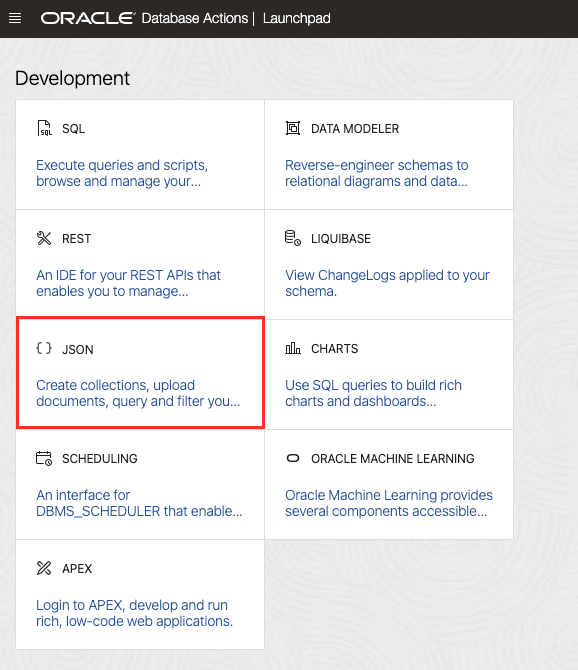 ORACLE Database Actions | Launchpad
Development
SQL
Execute queries and scripts,
browse and manage your...
DATA MODELER
Reverse-engineer schemas to
relational diagrams and data...
REST
An IDE for your REST APIs that
enables you to manage...
LIQUIBASE
View ChangeLogs applied to your
schema.
{ } JSON
Create collections, upload
documents, query and filter you...
CHARTS
Use SQL queries to build rich
charts and dashboards...
SCHEDULING
An interface for
DBMS_SCHEDULER that enable...
ORACLE MACHINE LEARNING
Oracle Machine Learning provides
several components accessible...
APEX
Login to APEX, develop and run
rich, low-code web applications.